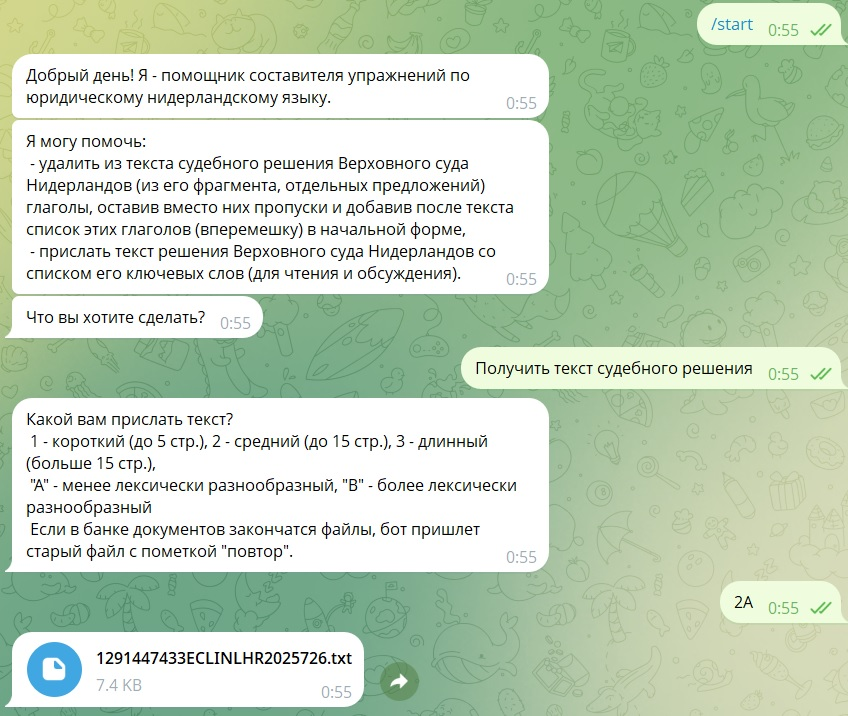 /start 0:55
Добрый день! Я - помощник составителя упражнений по
юридическому нидерландскому языку.
0:55
Я могу помочь:
- удалить из текста судебного решения Верховного суда
Нидерландов (из его фрагмента, отдельных предложений)
глаголы, оставив вместо них пропуски и добавив после текста
список этих глаголов (вперемешку) в начальной форме,
- прислать текст решения Верховного суда Нидерландов со
списком его ключевых слов (для чтения и обсуждения).
0:55
Что вы хотите сделать? 0:55
Получить текст судебного решения 0:55
Какой вам прислать текст?
1 - короткий (до 5 стр.), 2 - средний (до 15 стр.), 3 - длинный
(больше 15 стр.),
"А" - менее лексически разнообразный, "В" - более лексически
разнообразный
Если в банке документов закончатся файлы, бот пришлет
старый файл с пометкой "повтор".
0:55
2А 0:55
1291447433ECLINLHR2025726.txt
7.4 KB 0:55